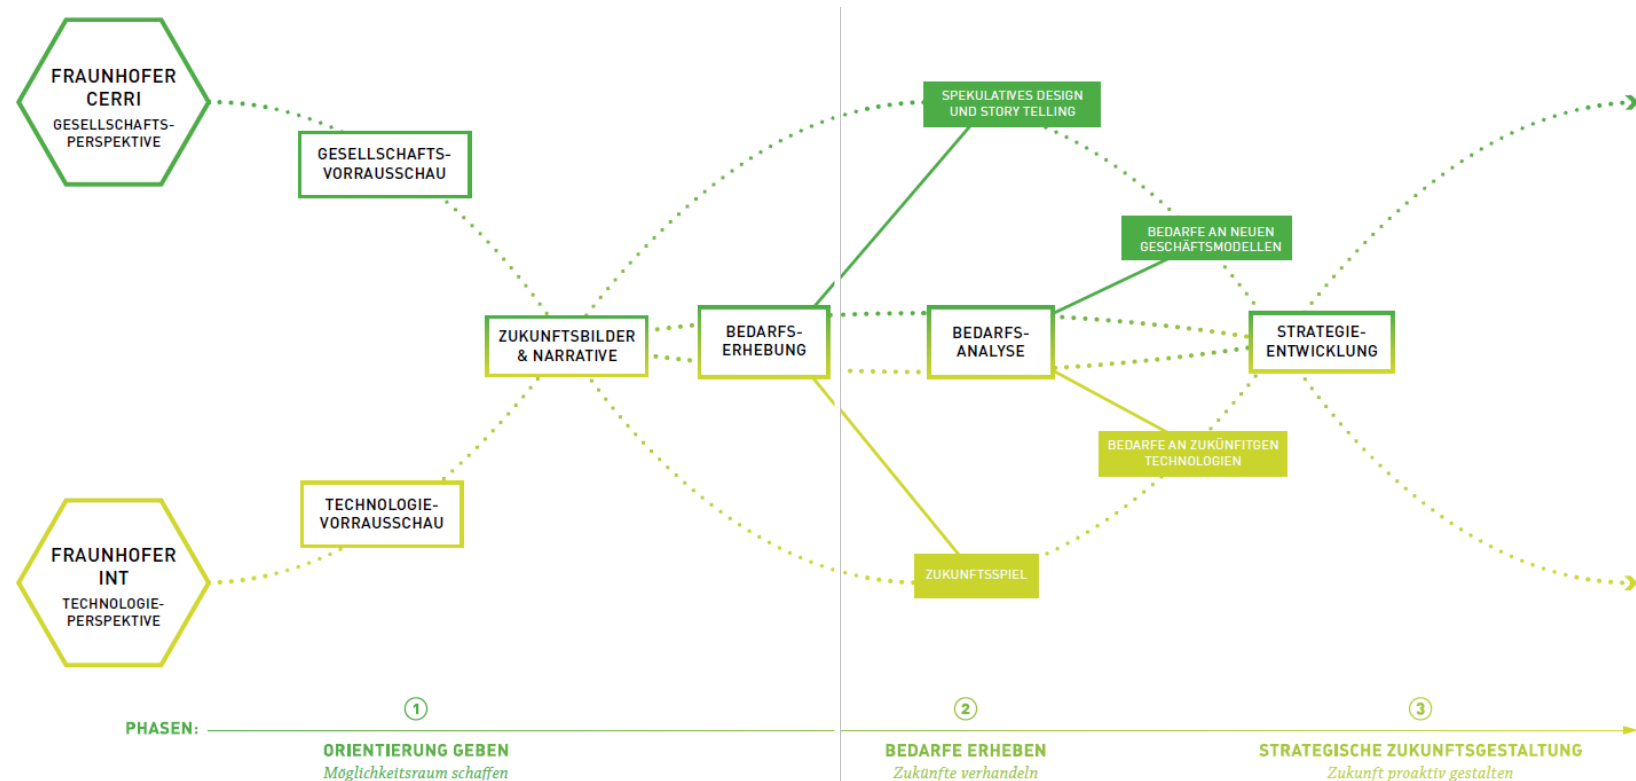 FRAUNHOFER
CERRI
GESELLSCHAFTS-
PERSPEKTIVE
GESELLSCHAFTS-
VORRAUSSCHAU
SPEKULATIVES DESIGN
UND STORY TELLING
BEDARFE AN NEUEN
GESCHÄFTSMODELLEN
ZUKUNFTSBILDER
& NARRATIVE
BEDARFS-
ERHEBUNG
BEDARFS-
ANALYSE
STRATEGIE-
ENTWICKLUNG
BEDARFE AN ZUKÜNFITGEN
TECHNOLOGIEN
TECHNOLOGIE-
VORRAUSSCHAU
ZUKUNFTSSPIEL
FRAUNHOFER
INT
TECHNOLOGIE-
PERSPEKTIVE
PHASEN:
1
ORIENTIERUNG GEBEN
Möglichkeitsraum schaffen
2
BEDARFE ERHEBEN
Zukünfte verhandeln
3
STRATEGISCHE ZUKUNFTSGESTALTUNG
Zukunft proaktiv gestalten